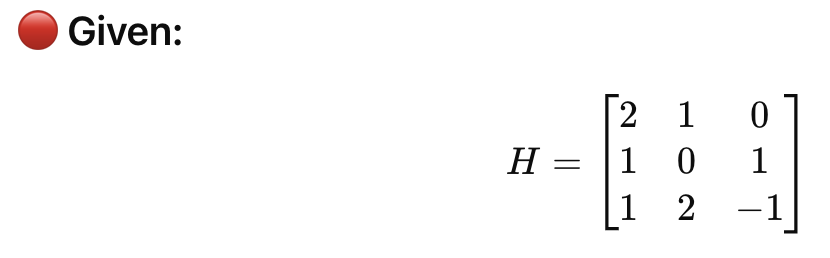 🔴 Given:
H = [2 1 0
1 0 1
1 2 −1]